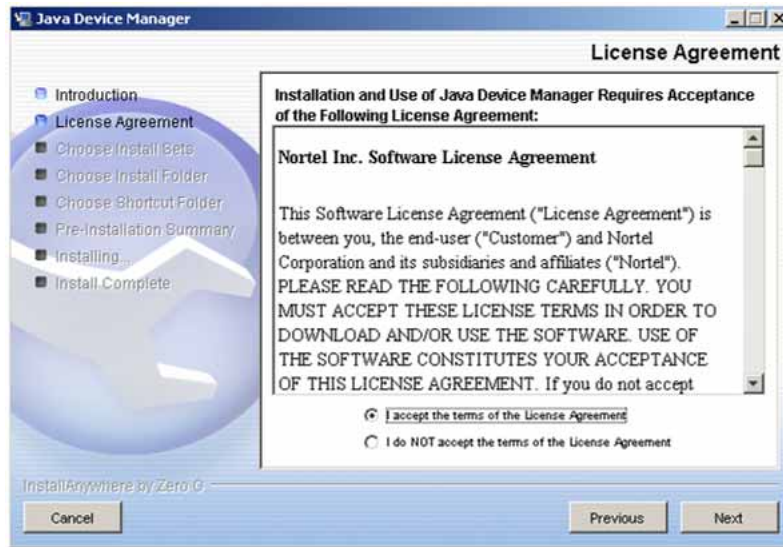 Java Device Manager
License Agreement
Introduction
License Agreement
Choose Install Sets
Choose Install Folder
Choose Shortcut Folder
Pre-Installation Summary
Installing...
Install Complete
Installation and Use of Java Device Manager Requires Acceptance
of the Following License Agreement:
Nortel Inc. Software License Agreement
This Software License Agreement ("License Agreement") is
between you, the end-user ("Customer") and Nortel
Corporation and its subsidiaries and affiliates ("Nortel").
PLEASE READ THE FOLLOWING CAREFULLY. YOU
MUST ACCEPT THESE LICENSE TERMS IN ORDER TO
DOWNLOAD AND/OR USE THE SOFTWARE. USE OF
THE SOFTWARE CONSTITUTES YOUR ACCEPTANCE
OF THIS LICENSE AGREEMENT. If you do not accept
I accept the terms of the License Agreement
I do NOT accept the terms of the License Agreement
InstallAnywhere by Zero G
Cancel
Previous
Next